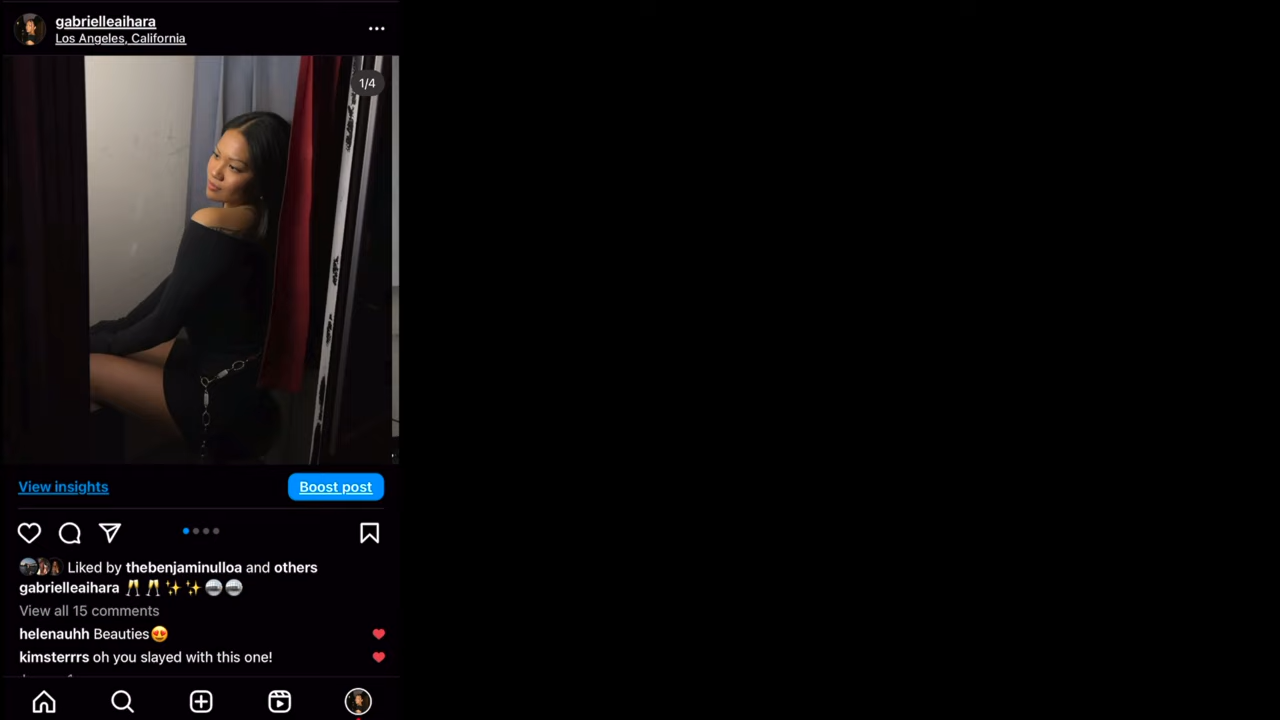 gabrielleaihara
Los Angeles, California
1/4
View insights
Boost post
Liked by thebenjaminulloa and others
gabrielleaihara 🥂🥂✨✨🪩🪩
View all 15 comments
helenauhh Beauties😍
kimsterrrs oh you slayed with this one!